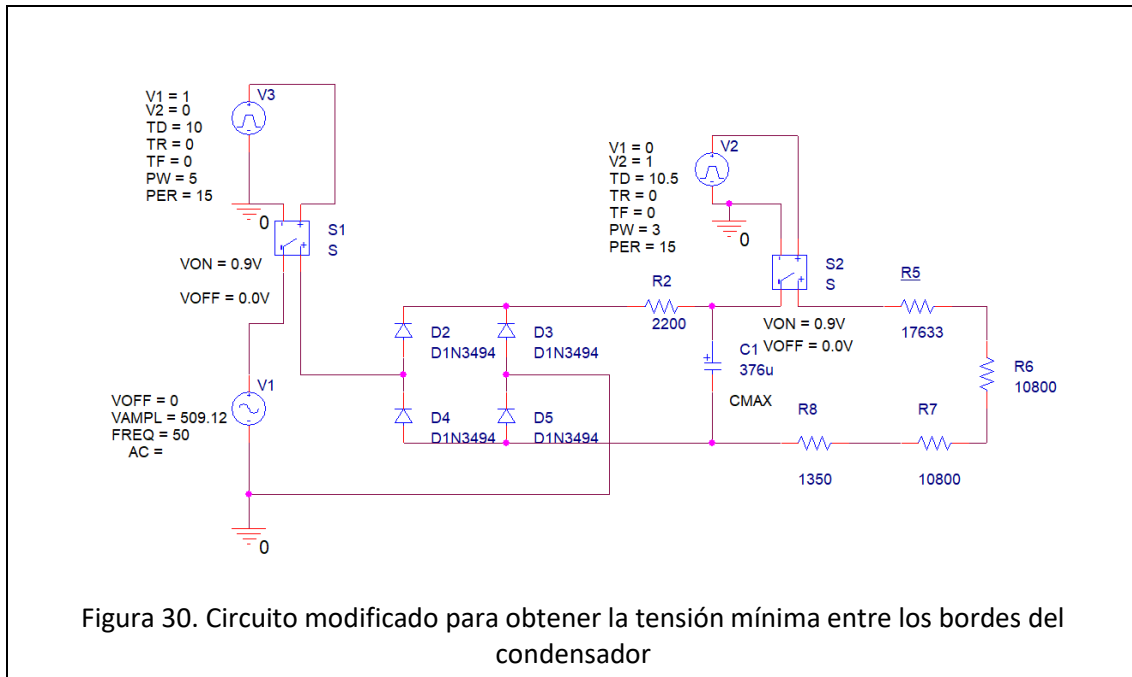 V3
V1 = 1
V2 = 0
TD = 10
TR = 0
TF = 0
PW = 5
PER = 15
0
S1
S
VON = 0.9V
VOFF = 0.0V
V1
VOFF = 0
VAMPL = 509.12
FREQ = 50
AC =
0
D2
D1N3494
D3
D1N3494
D4
D1N3494
D5
D1N3494
R2
2200
V2
V1 = 0
V2 = 1
TD = 10.5
TR = 0
TF = 0
PW = 3
PER = 15
0
S2
S
VON = 0.9V
VOFF = 0.0V
C1
376u
CMAX
R5
17633
R6
10800
R7
10800
R8
1350
Figura 30. Circuito modificado para obtener la tensión mínima entre los bordes del
condensador